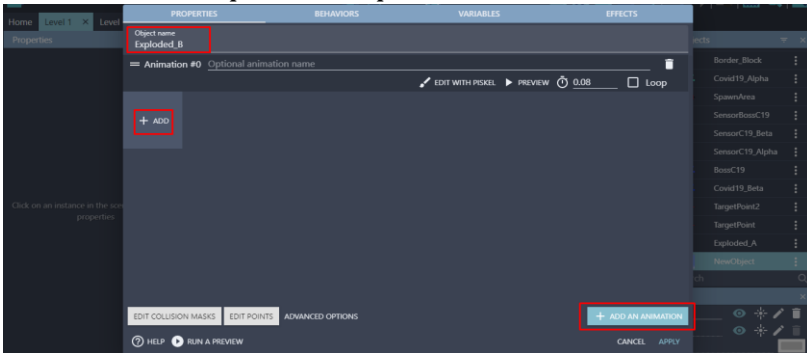 PROPERTIES BEHAVIORS VARIABLES EFFECTS
Home Level 1 × Level
Properties
Object name
Exploded_B
Animation #0 Optional animation name
EDIT WITH PISKEL PREVIEW 0.08 Loop
+ ADD
Click on an instance in the
properties
ects
Border_Block
Covid19_Alpha
SpawnArea
SensorBossC19
SensorC19_Beta
SensorC19_Alpha
BossC19
Covid19_Beta
TargetPoint2
TargetPoint
Exploded_A
NewObject
ch
EDIT COLLISION MASKS EDIT POINTS ADVANCED OPTIONS + ADD AN ANIMATION
HELP RUN A PREVIEW CANCEL APPLY